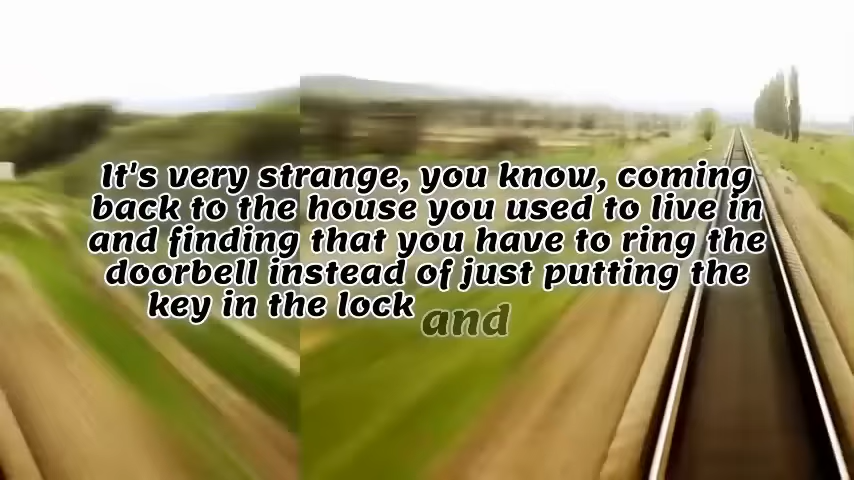 It's very strange, you know, coming
back to the house you used to live in
and finding that you have to ring the
doorbell instead of just putting the
key in the lock and